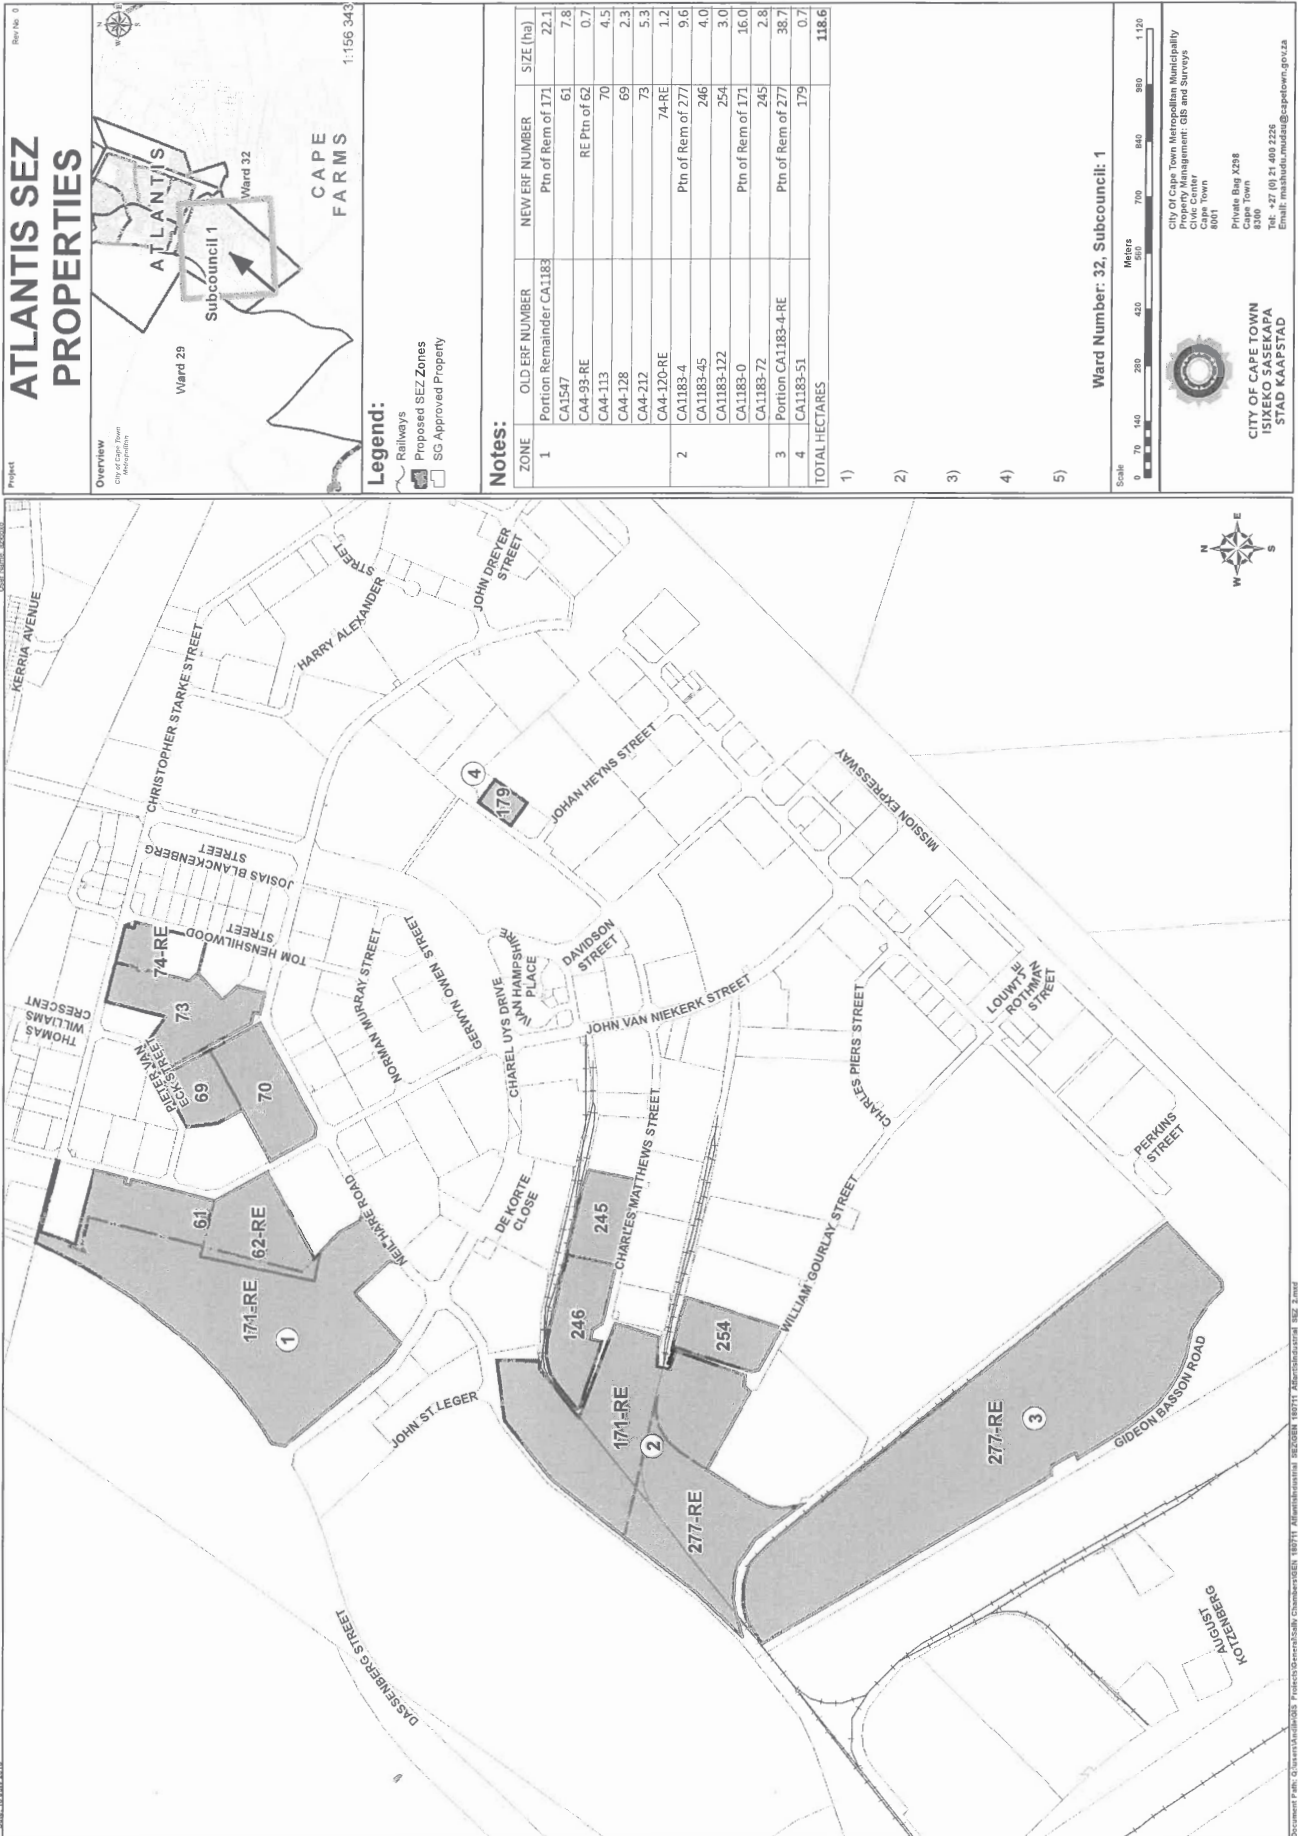 Project
Rev No 0
ATLANTIS SEZ
PROPERTIES
Overview
City of Cape Town
Metropolitan
ATLANTIS
Ward 29
Subcouncil 1
Ward 32
CAPE
FARMS
1:156 343
Legend:
Railways
Proposed SEZ Zones
SG Approved Property
Notes:
ZONE OLD ERF NUMBER NEW ERF NUMBER SIZE (ha)
1 Portion Remainder CA1183 Ptn of Rem of 171 22.1
CA1547 61 7.8
CA4-93-RE RE Ptn of 62 0.7
CA4-113 70 4.5
CA4-128 69 2.3
CA4-212 73 5.3
CA4-120-RE 74-RE 1.2
2 CA1183-4 Ptn of Rem of 277 9.6
CA1183-45 246 4.0
CA1183-122 254 3.0
CA1183-0 Ptn of Rem of 171 16.0
CA1183-72 245 2.8
3 Portion CA1183-4-RE Ptn of Rem of 277 38.7
4 CA1183-51 179 0.7
TOTAL HECTARES 118.6
1)
2)
3)
4)
5)
Ward Number: 32, Subcouncil: 1
Scale
Meters
0 70 140 280 420 560 700 840 980 1 120
CITY OF CAPE TOWN
ISIXEKO SASEKAPA
STAD KAAPSTAD
City Of Cape Town Metropolitan Municipality
Property Management: GIS and Surveys
Civic Center
Cape Town
8001
Private Bag X298
Cape Town
8300
Tel: +27 (0) 21 400 2226
Email: mashudu.mudau@capetown.gov.za
KERRIA AVENUE
CHRISTOPHER STARKE STREET
HARRY ALEXANDER
STREET
JOHN DREYER
STREET
THOMAS
WILLIAMS
CRESCENT
JOSIAS BLANCKENBERG
STREET
TOM HENSHILWOOD
STREET
74-RE
73
PIETER VAN
ECK STREET
69
70
61
62-RE
171-RE
1
NEIL HARE ROAD
NORMAN MURRAY STREET
GERWYN OWEN STREET
CHAREL UYS DRIVE
IVAN HAMPSHIRE
PLACE
DAVIDSON
STREET
4
179
JOHAN HEYNS STREET
MISSION EXPRESSWAY
JOHN VAN NIEKERK STREET
DE KORTE
CLOSE
245
246
CHARLES MATTHEWS STREET
254
171-RE
2
277-RE
JOHN ST LEGER
WILLIAM GOURLAY STREET
CHARLES PIERS STREET
LOUWTJE
ROTHMAN
STREET
PERKINS
STREET
277-RE
3
GIDEON BASSON ROAD
DASSENBERG STREET
AUGUST
KOTZENBERG
N
E
S
W